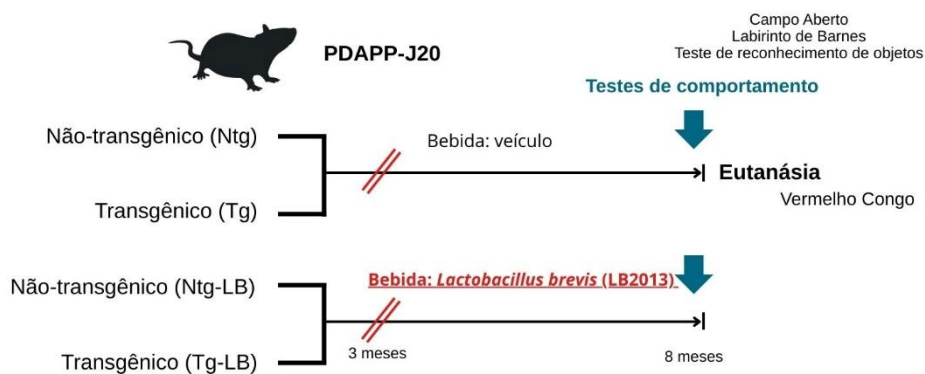 Campo Aberto
Labirinto de Barnes
Teste de reconhecimento de objetos
PDAPP-J20
Testes de comportamento
Não-transgênico (Ntg)
Bebida: veículo
Eutanásia
Vermelho Congo
Transgênico (Tg)
Bebida: Lactobacillus brevis (LB2013)
Não-transgênico (Ntg-LB)
3 meses
8 meses
Transgênico (Tg-LB)